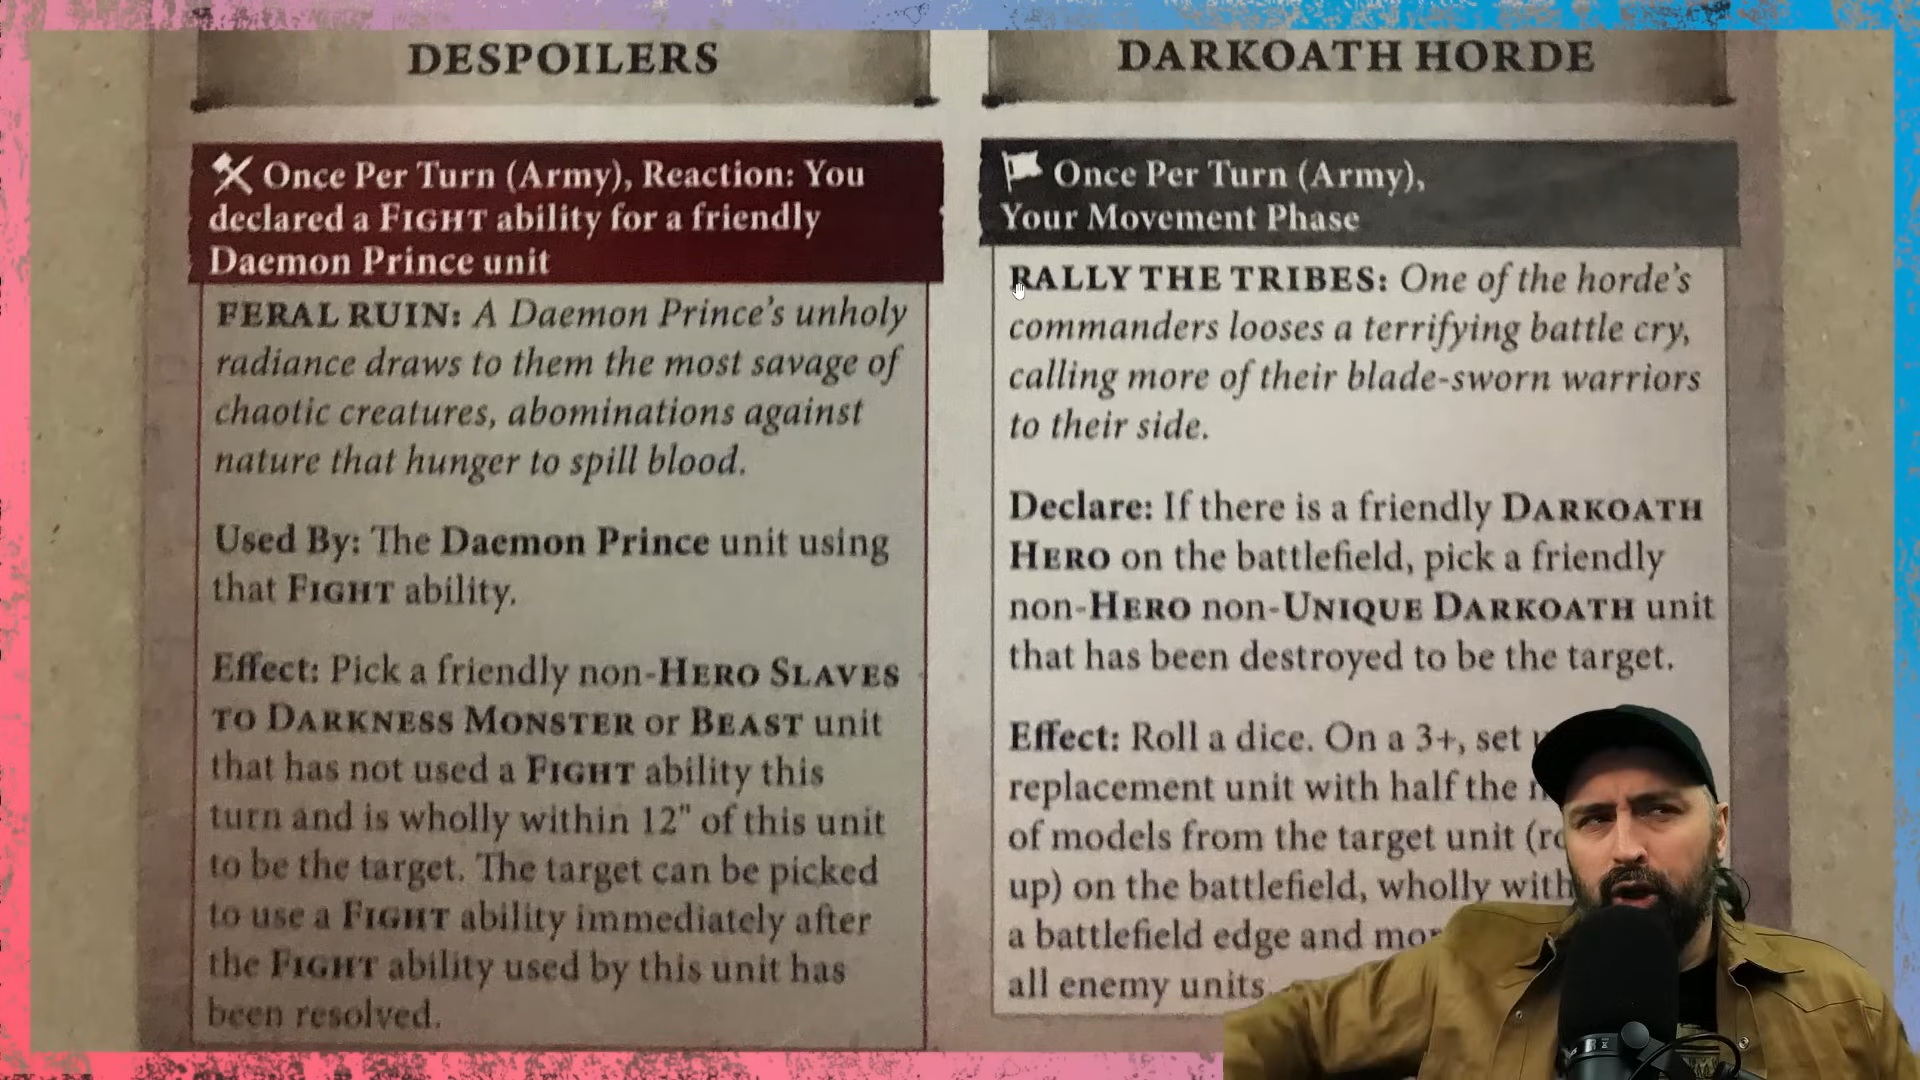 DESPOILERS
Once Per Turn (Army), Reaction: You
declared a FIGHT ability for a friendly
Daemon Prince unit
FERAL RUIN: A Daemon Prince's unholy
radiance draws to them the most savage of
chaotic creatures, abominations against
nature that hunger to spill blood.
Used By: The Daemon Prince unit using
that FIGHT ability.
Effect: Pick a friendly non-HERO SLAVES
TO DARKNESS MONSTER or BEAST unit
that has not used a FIGHT ability this
turn and is wholly within 12" of this unit
to be the target. The target can be picked
to use a FIGHT ability immediately after
the FIGHT ability used by this unit has
been resolved.
DARKOATH HORDE
Once Per Turn (Army),
Your Movement Phase
RALLY THE TRIBES: One of the horde's
commanders looses a terrifying battle cry,
calling more of their blade-sworn warriors
to their side.
Declare: If there is a friendly DARKOATH
HERO on the battlefield, pick a friendly
non-HERO non-UNIQUE DARKOATH unit
that has been destroyed to be the target.
Effect: Roll a dice. On a 3+, set
replacement unit with half the
of models from the target unit
up) on the battlefield, wholly
a battlefield edge and
all enemy units